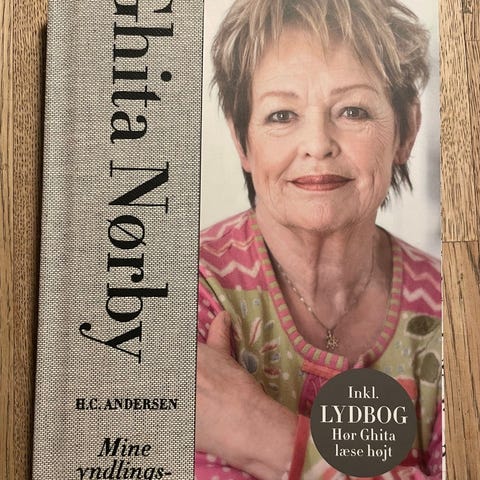 Ghita Nørby
H.C. ANDERSEN
Mine
yndlings-
Inkl.
LYDBOG
Hør Ghita
læse højt